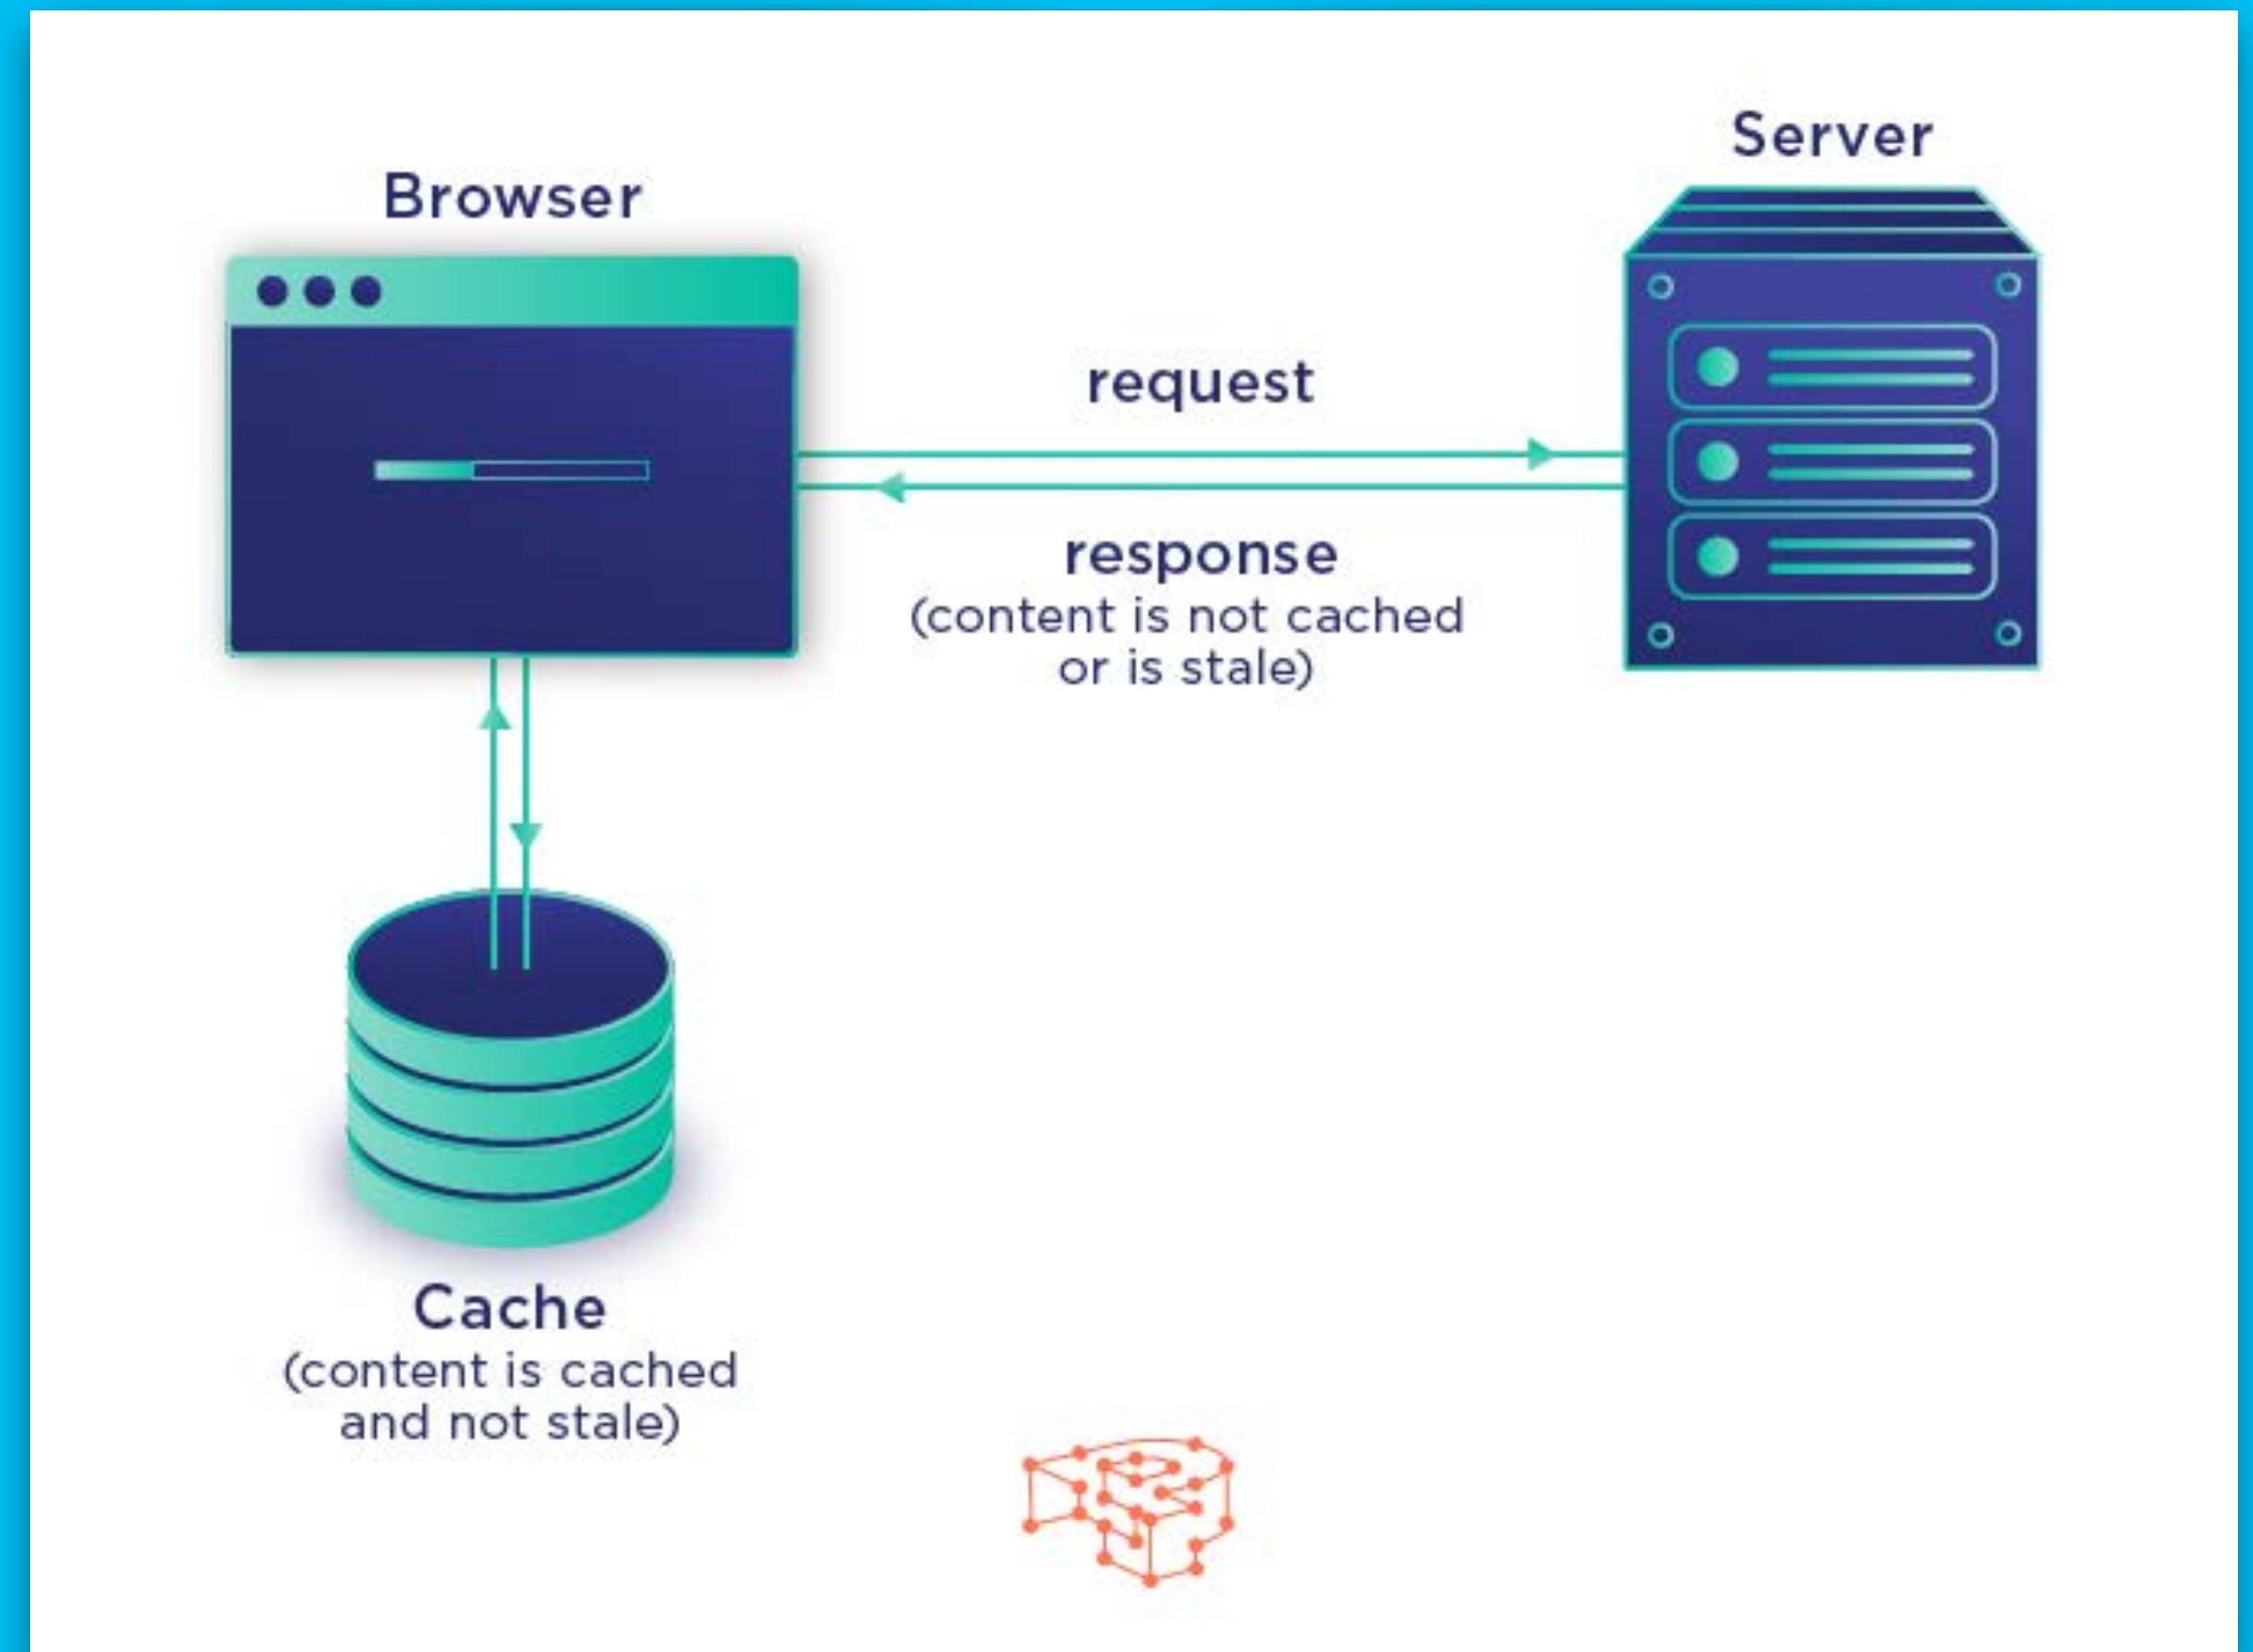 Server
Browser
request
response
(content is not cached
or is stale)
Cache
(content is cached
and not stale)